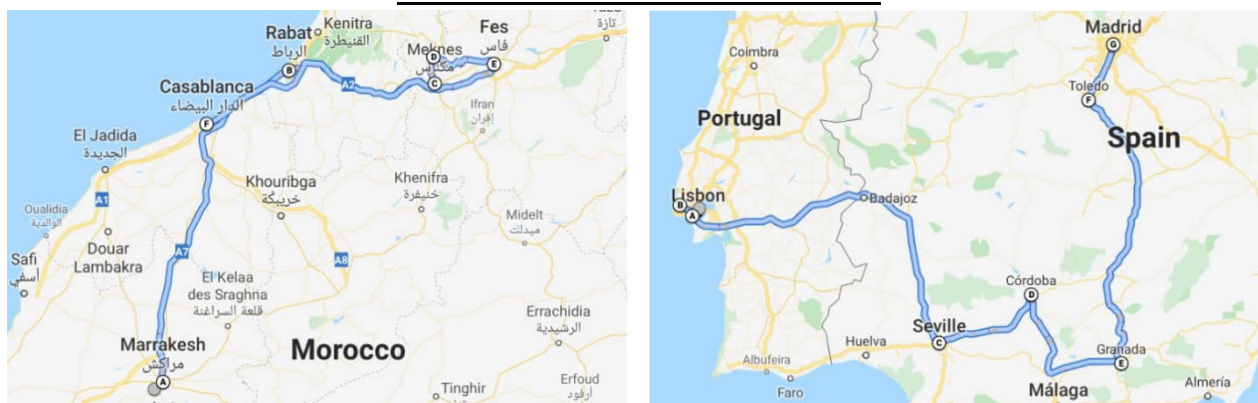 Rabat
الرباط
Kenitra
القنيطرة
Fes
فاس
تازة
Meknes
مكناس
D
E
B
C
A2
Casablanca
الدار البيضاء
F
Ifran
إفران
El Jadida
الجديدة
A1
Khouribga
خريبكة
Khenifra
خنيفرة
Oualidia
الوالدية
Midelt
ميدلت
Douar
Lambakra
A7
A8
Safi
آسفي
El Kelaa
des Sraghna
قلعة السراغنة
Errachidia
الرشيدية
Marrakesh
مراكش
A
Morocco
Tinghir
Erfoud
أرفود
Madrid
G
Coimbra
Toledo
F
Portugal
Spain
Lisbon
B
A
Badajoz
Córdoba
D
Seville
C
Huelva
Granada
E
Albufeira
Faro
Málaga
Almería